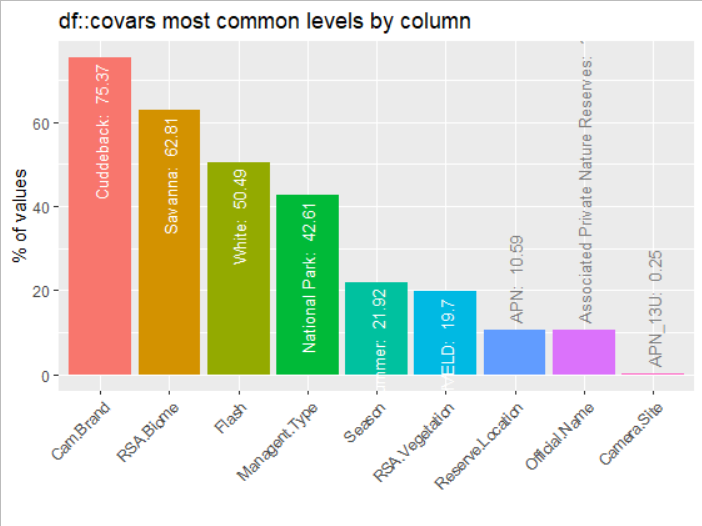 df::covars most common levels by column
% of values
60
40
20
0
Cuddeback: 75.37
Savanna: 62.81
White: 50.49
National Park: 42.61
ummer: 21.92
VELD: 19.7
APN: 10.59
Associated Private Nature Reserves:
APN_13U: 0.25
Cam.Brand
RSA.Biome
Flash
Managent.Type
Season
RSA.Vegetation
Reserve.Location
Official.Name
Camera.Site